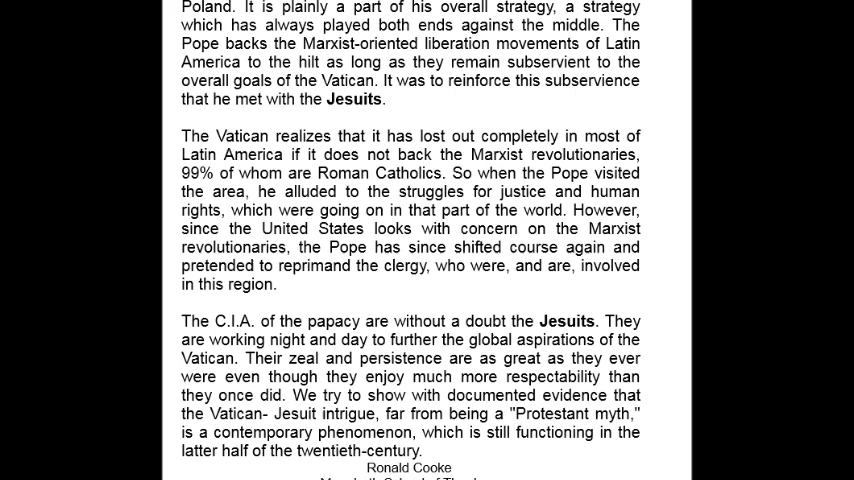 Poland. It is plainly a part of his overall strategy, a strategy
which has always played both ends against the middle. The
Pope backs the Marxist-oriented liberation movements of Latin
America to the hilt as long as they remain subservient to the
overall goals of the Vatican. It was to reinforce this subservience
that he met with the Jesuits.
The Vatican realizes that it has lost out completely in most of
Latin America if it does not back the Marxist revolutionaries,
99% of whom are Roman Catholics. So when the Pope visited
the area, he alluded to the struggles for justice and human
rights, which were going on in that part of the world. However,
since the United States looks with concern on the Marxist
revolutionaries, the Pope has since shifted course again and
pretended to reprimand the clergy, who were, and are, involved
in this region.
The C.I.A. of the papacy are without a doubt the Jesuits. They
are working night and day to further the global aspirations of the
Vatican. Their zeal and persistence are as great as they ever
were even though they enjoy much more respectability than
they once did. We try to show with documented evidence that
the Vatican- Jesuit intrigue, far from being a "Protestant myth,"
is a contemporary phenomenon, which is still functioning in the
latter half of the twentieth-century.
Ronald Cooke